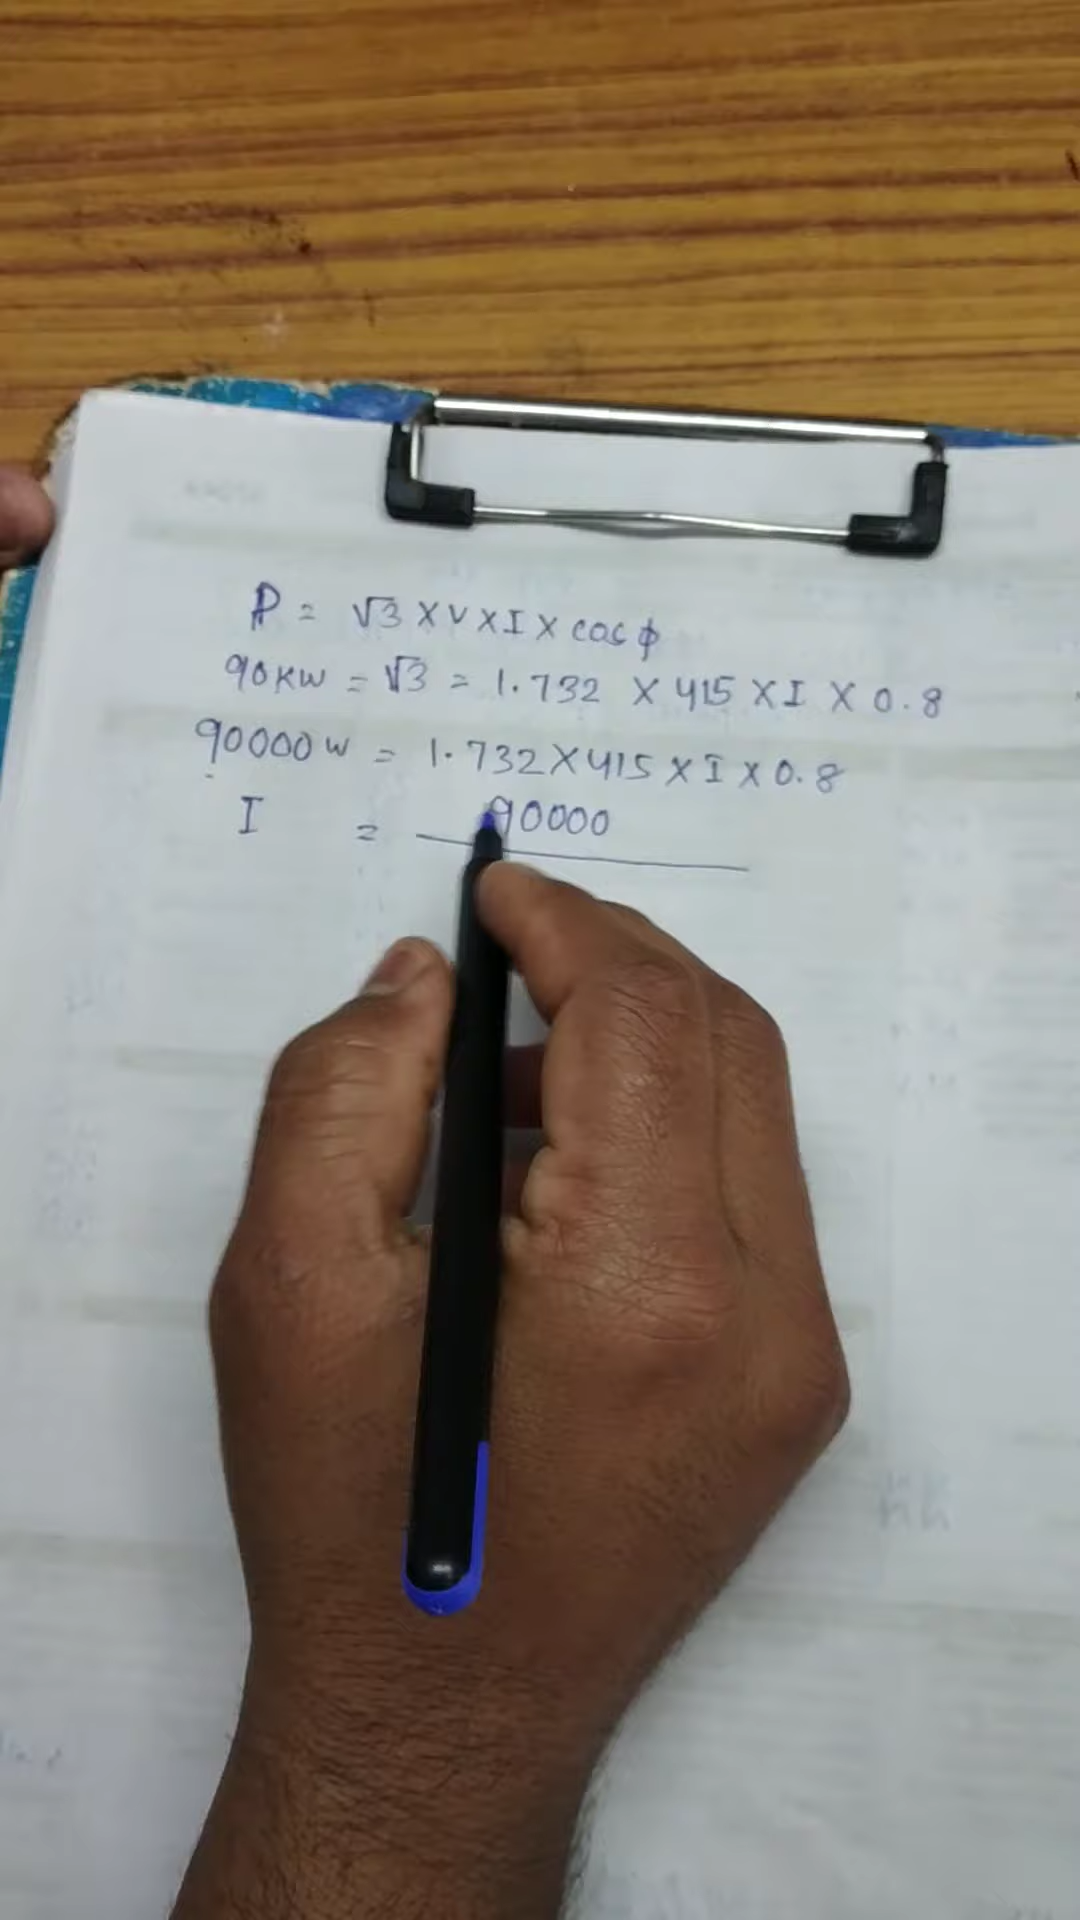 P = √3 X V X I X cos ϕ
90KW = √3 = 1.732 X 415 X I X 0.8
90000 W = 1.732 X 415 X I X 0.8
I = 90000